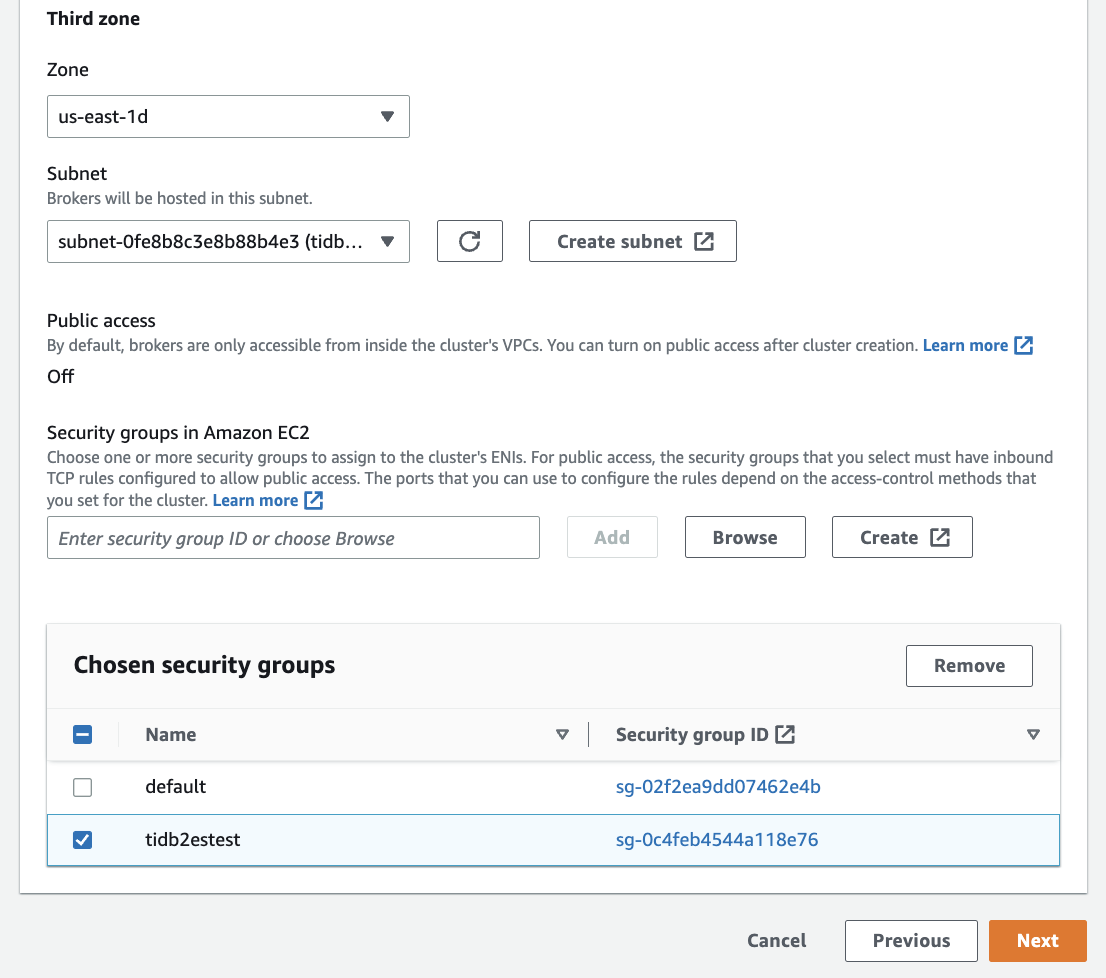 Third zone
Zone
us-east-1d
Subnet
Brokers will be hosted in this subnet.
subnet-0fe8b8c3e8b88b4e3 (tidb... Create subnet
Public access
By default, brokers are only accessible from inside the cluster's VPCs. You can turn on public access after cluster creation. Learn more
Off
Security groups in Amazon EC2
Choose one or more security groups to assign to the cluster's ENIs. For public access, the security groups that you select must have inbound
TCP rules configured to allow public access. The ports that you can use to configure the rules depend on the access-control methods that
you set for the cluster. Learn more
Enter security group ID or choose Browse Add Browse Create
Chosen security groups Remove
Name Security group ID
default sg-02f2ea9dd07462e4b
tidb2estest sg-0c4feb4544a118e76
Cancel Previous Next